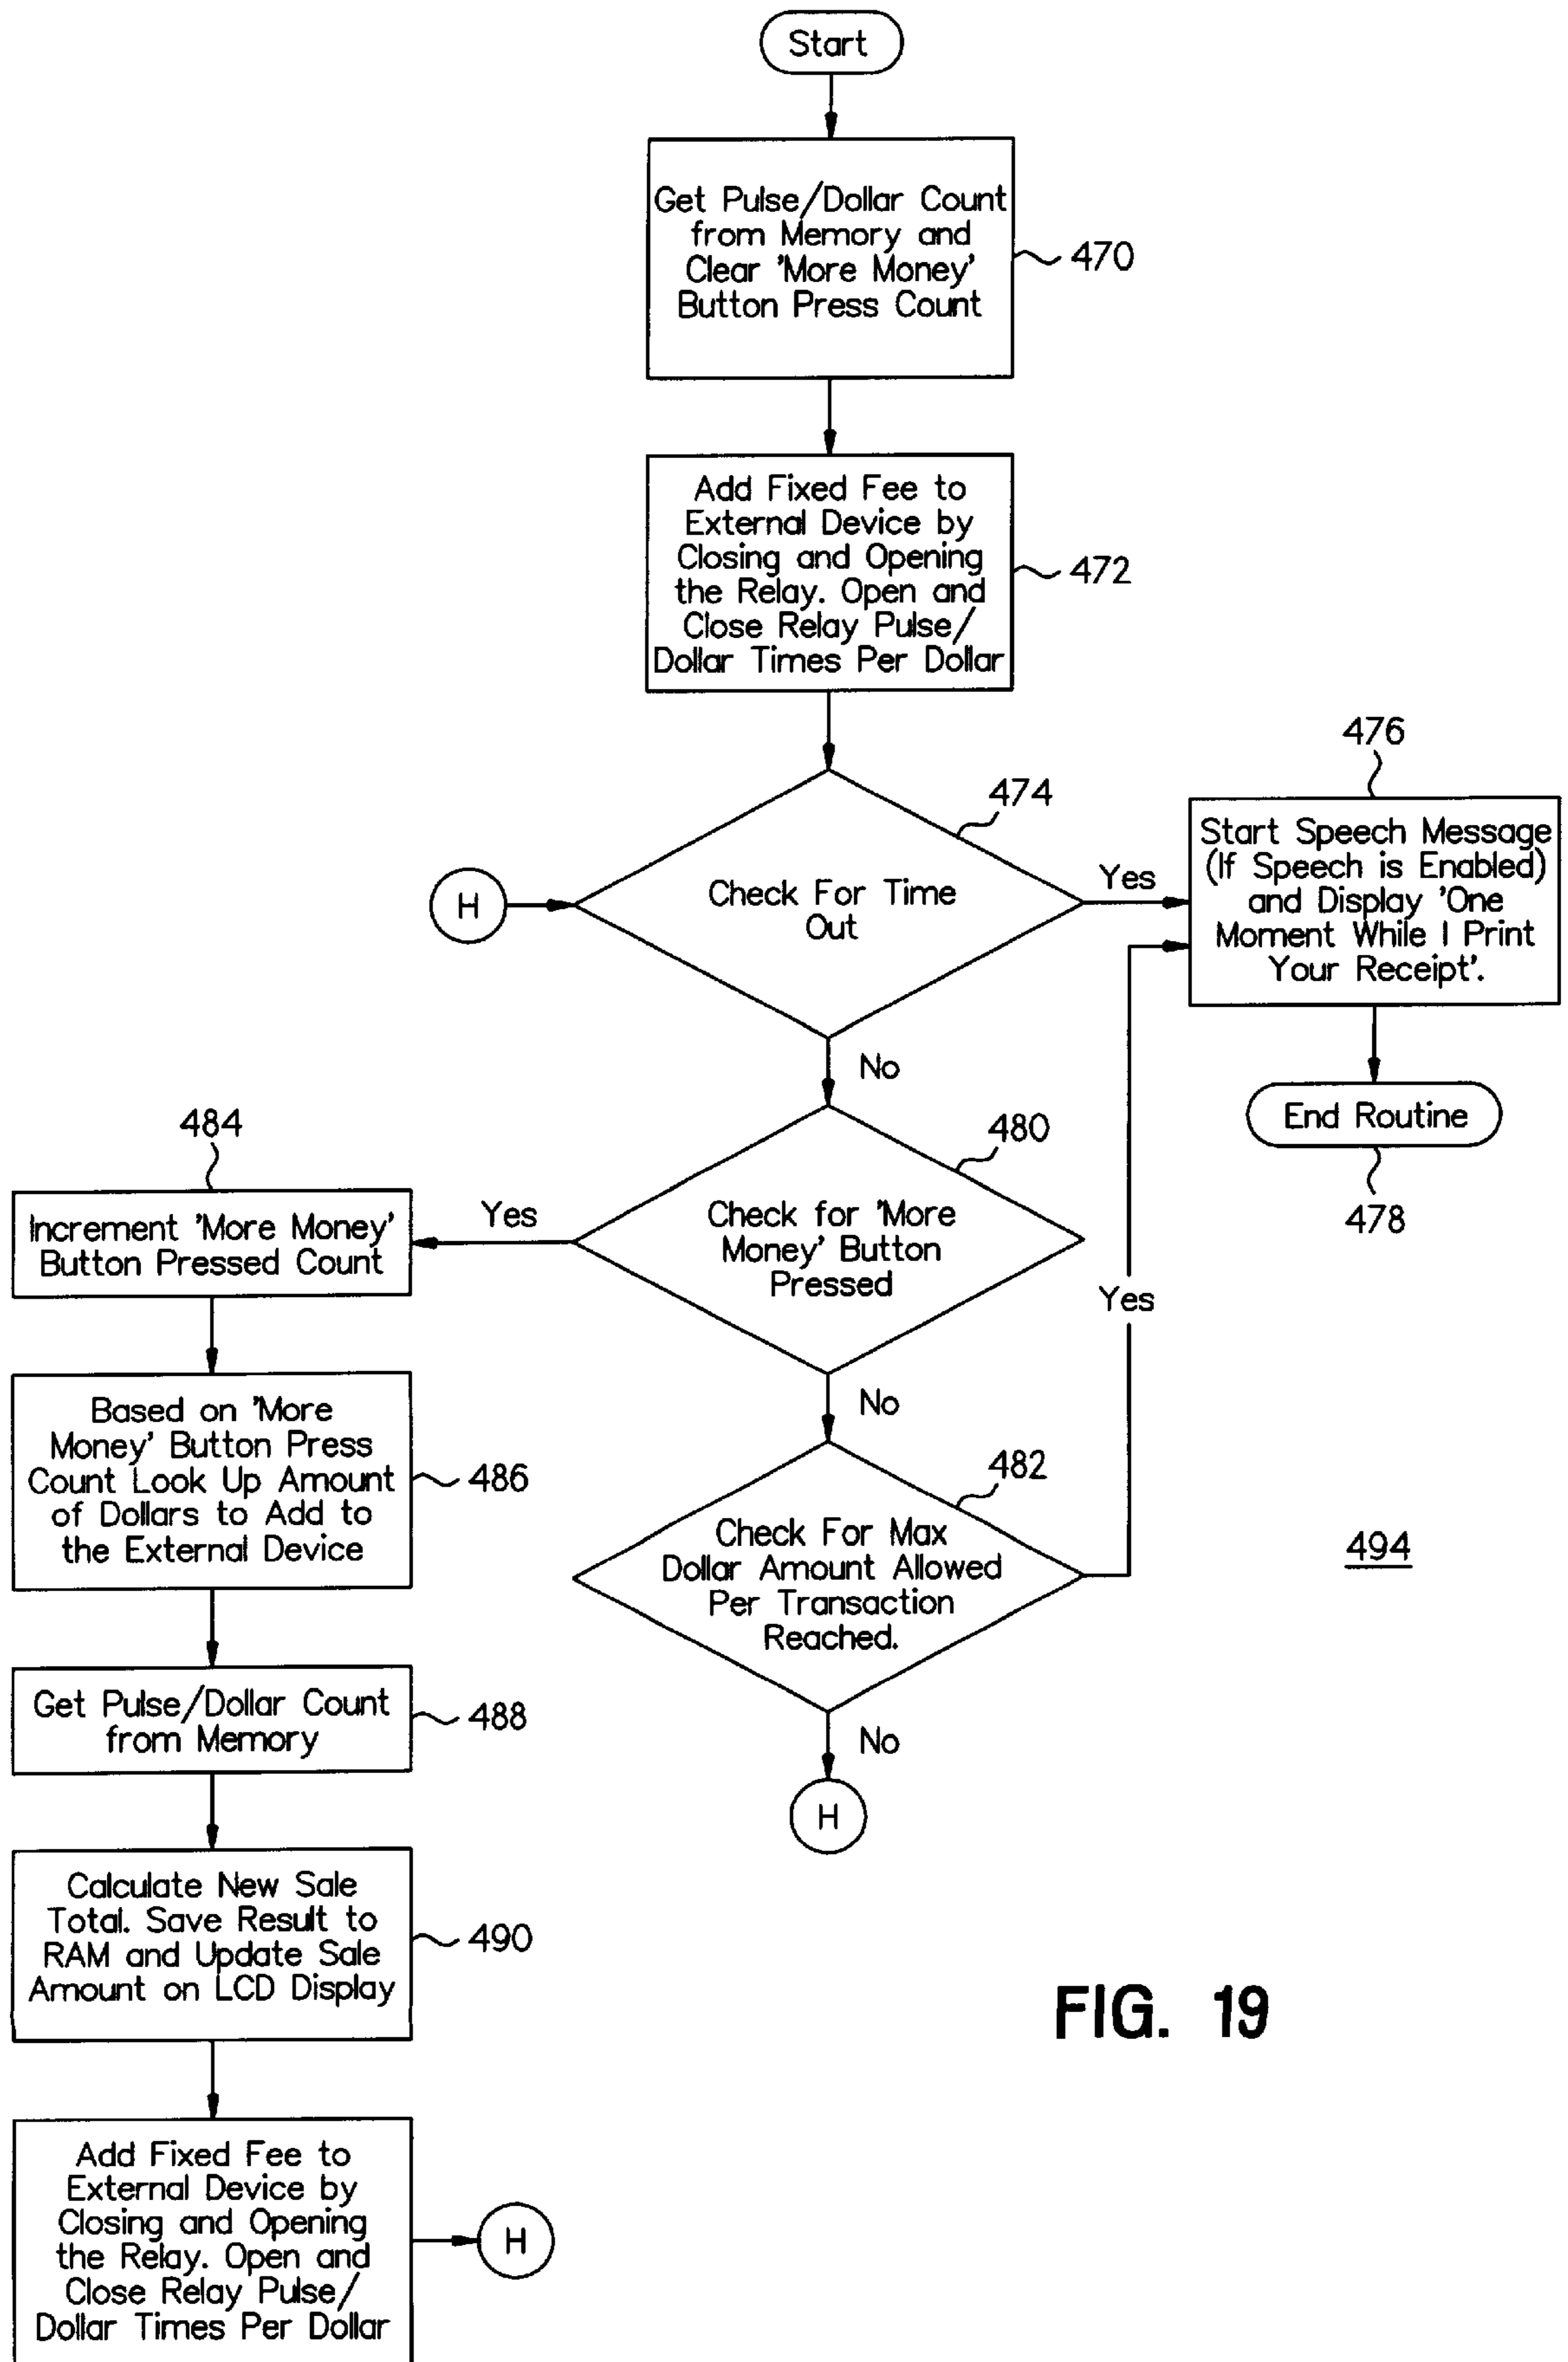 Start
Get Pulse/Dollar Count
from Memory and
Clear 'More Money'
Button Press Count
470
Add Fixed Fee to
External Device by
Closing and Opening
the Relay. Open and
Close Relay Pulse/
Dollar Times Per Dollar
472
474
Check For Time
Out
H
Yes
No
476
Start Speech Message
(If Speech is Enabled)
and Display 'One
Moment While I Print
Your Receipt'.
End Routine
478
480
Check for 'More
Money' Button
Pressed
Yes
No
484
Increment 'More Money'
Button Pressed Count
Based on 'More
Money' Button Press
Count Look Up Amount
of Dollars to Add to
the External Device
486
482
Check For Max
Dollar Amount Allowed
Per Transaction
Reached.
Yes
No
H
494
Get Pulse/Dollar Count
from Memory
488
Calculate New Sale
Total. Save Result to
RAM and Update Sale
Amount on LCD Display
490
Add Fixed Fee to
External Device by
Closing and Opening
the Relay. Open and
Close Relay Pulse/
Dollar Times Per Dollar
H
FIG. 19